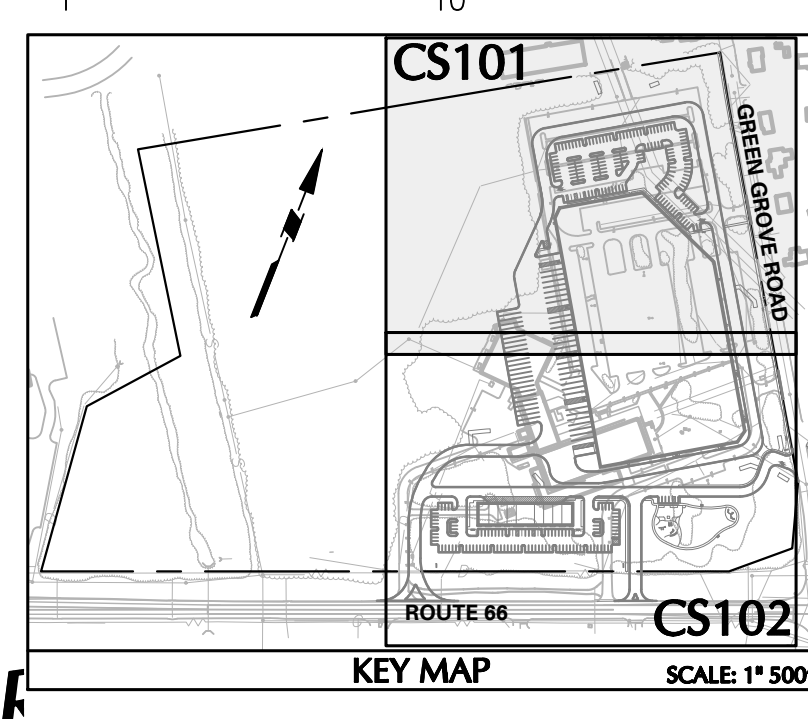 CS101
GREEN GROVE ROAD
ROUTE 66
CS102
KEY MAP
SCALE: 1" 500'